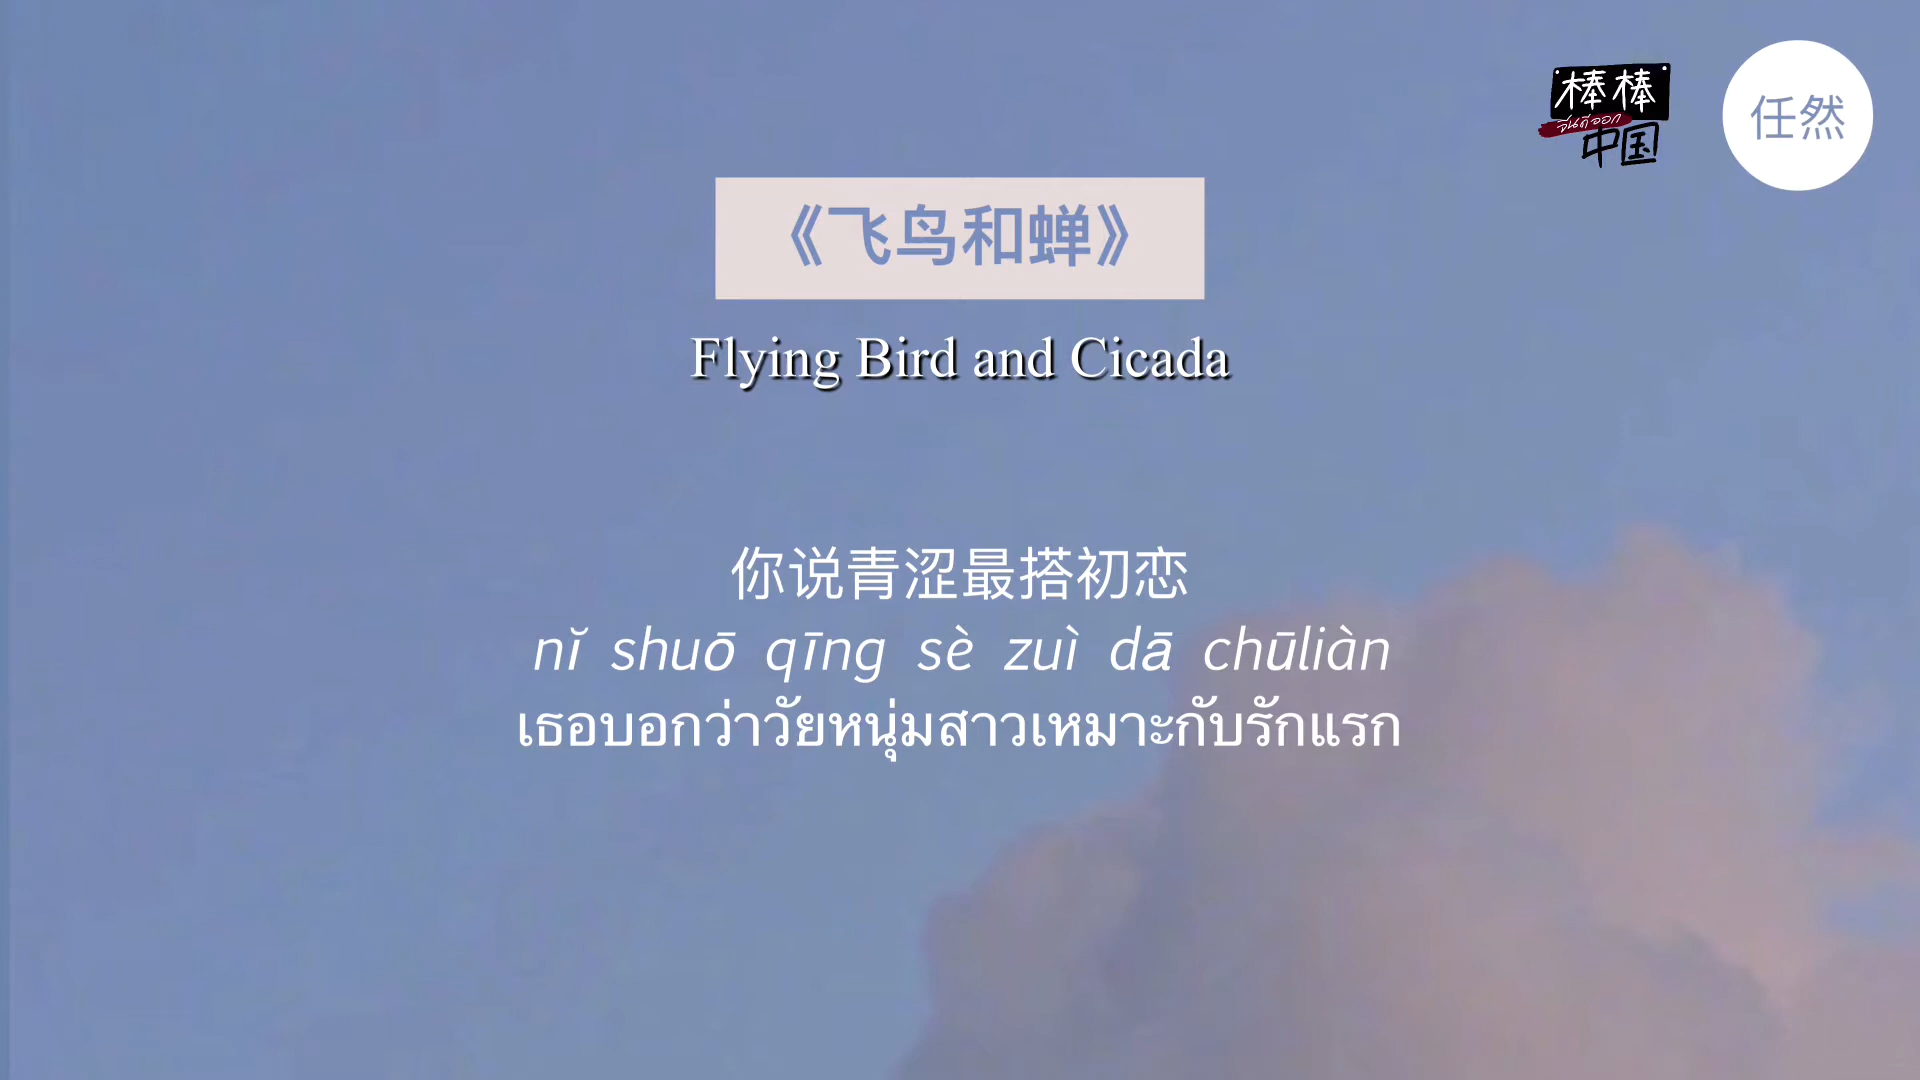 棒棒
จีนดีออก
中国
任然
《飞鸟和蝉》
Flying Bird and Cicada
你说青涩最搭初恋
nǐ shuō qīng sè zuì dā chūliàn
เธอบอกว่าวัยหนุ่มสาวเหมาะกับรักแรก